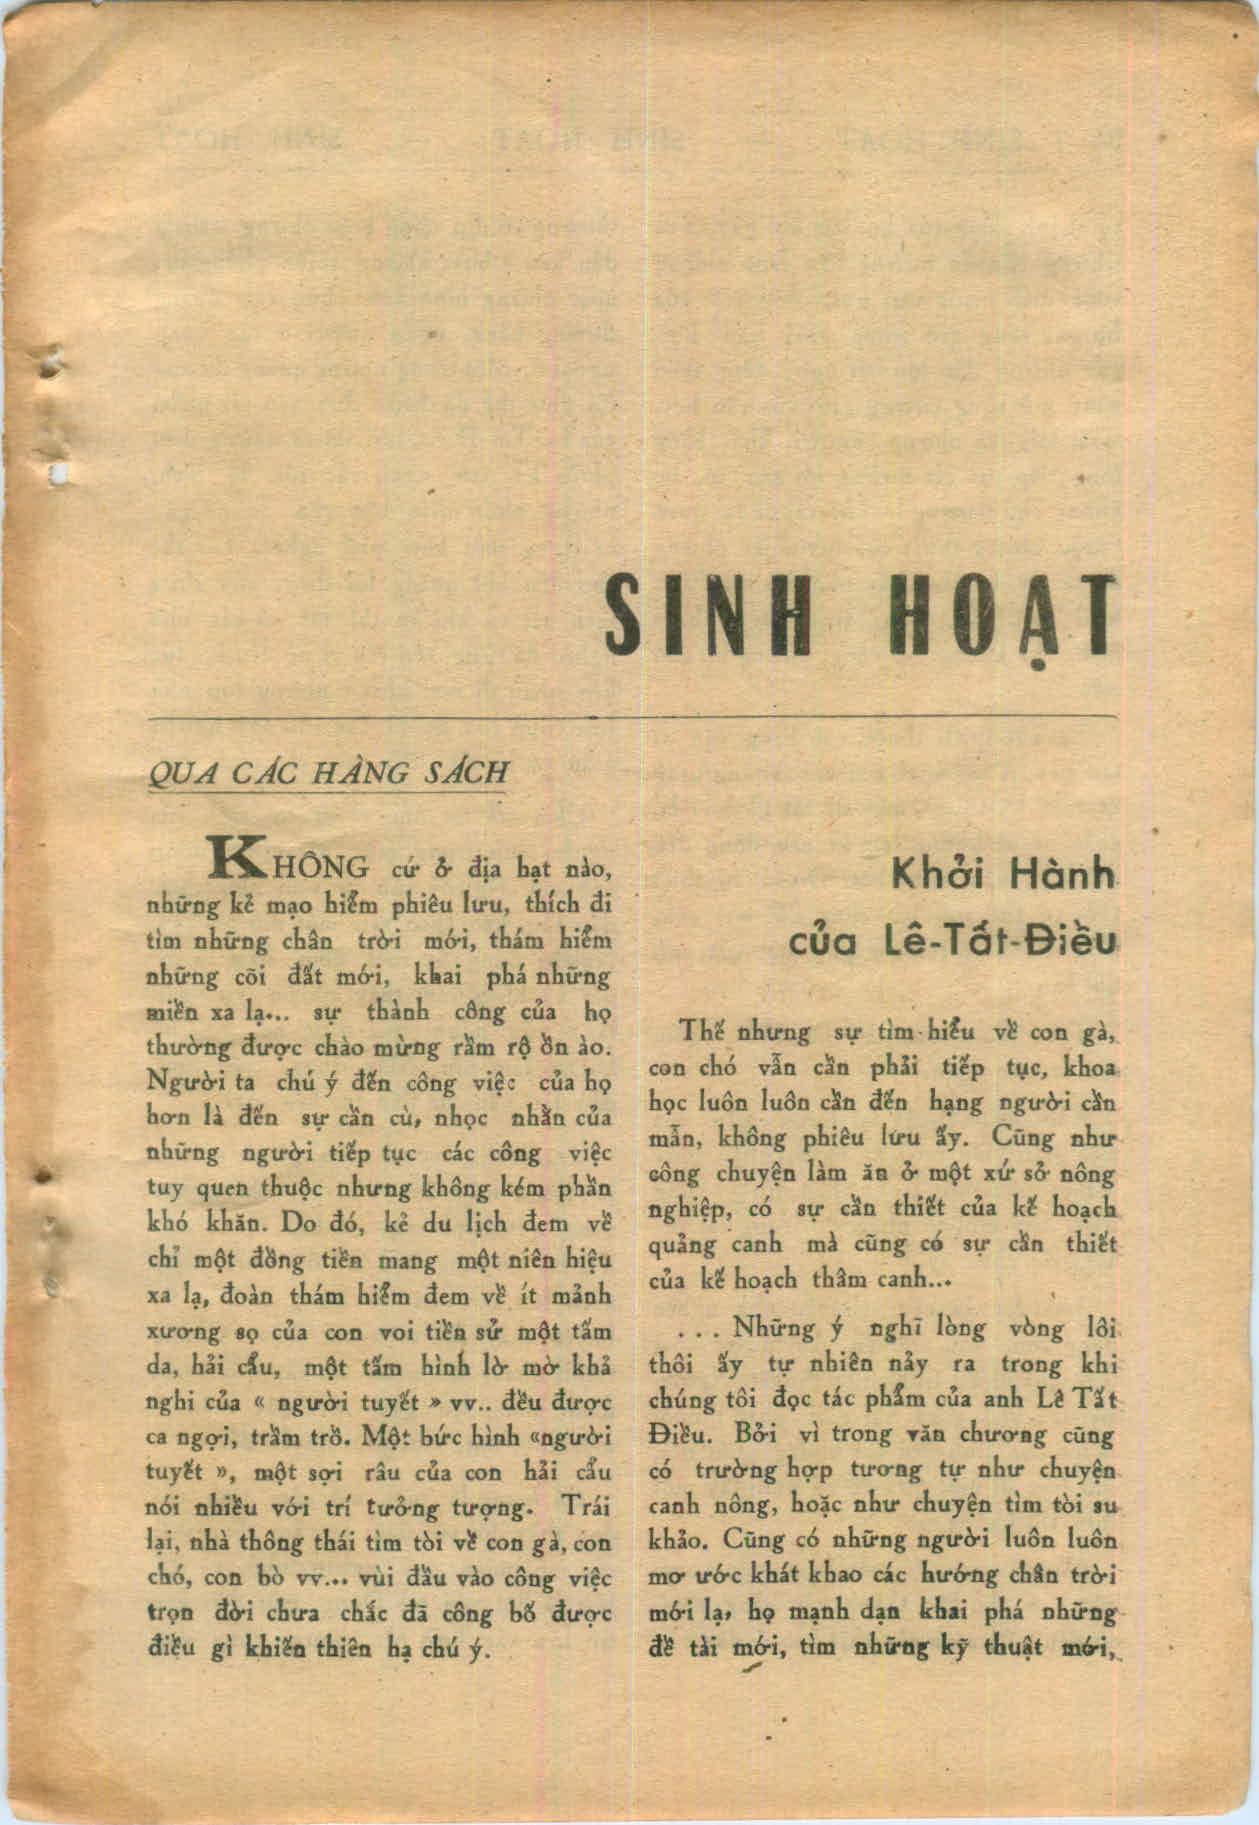 SINH HOẠT
QUA CÁC HÀNG SÁCH
KHÔNG cứ ở địa hạt nào,
những kẻ mạo hiểm phiêu lưu, thích đi
tìm những chân trời mới, thám hiểm
những cõi đất mới, khai phá những
miền xa lạ... sự thành công của họ
thường được chào mừng rầm rộ ồn ào.
Người ta chú ý đến công việc của họ
hơn là đến sự cần cù, nhọc nhằn của
những người tiếp tục các công việc
tuy quen thuộc nhưng không kém phần
khó khăn. Do đó, kẻ du lịch đem về
chỉ một đồng tiền mang một niên hiệu
xa lạ, đoàn thám hiểm đem về ít mảnh
xương sọ của con voi tiền sử một tấm
da, hải cẩu, một tấm hình lờ mờ khả
nghi của « người tuyết » vv.. đều được
ca ngợi, trầm trồ. Một bức hình «người
tuyết », một sợi râu của con hải cẩu
nói nhiều với trí tưởng tượng. Trái
lại, nhà thông thái tìm tòi về con gà, con
chó, con bò vv... vùi đầu vào công việc
trọn đời chưa chắc đã công bố được
điều gì khiến thiên hạ chú ý.
Khởi Hành
của Lê-Tất-Điều
Thế nhưng sự tìm hiểu về con gà,
con chó vẫn cần phải tiếp tục, khoa
học luôn luôn cần đến hạng người cần
mẫn, không phiêu lưu ấy. Cũng như
công chuyện làm ăn ở một xứ sở nông
nghiệp, có sự cần thiết của kế hoạch
quảng canh mà cũng có sự cần thiết
của kế hoạch thâm canh...
... Những ý nghĩ lòng vòng lôi
thôi ấy tự nhiên nảy ra trong khi
chúng tôi đọc tác phẩm của anh Lê Tất
Điều. Bởi vì trong văn chương cũng
có trường hợp tương tự như chuyện
canh nông, hoặc như chuyện tìm tòi su
khảo. Cũng có những người luôn luôn
mơ ước khát khao các hướng chân trời
mới lạ, họ mạnh dạn khai phá những
đề tài mới, tìm những kỹ thuật mới,